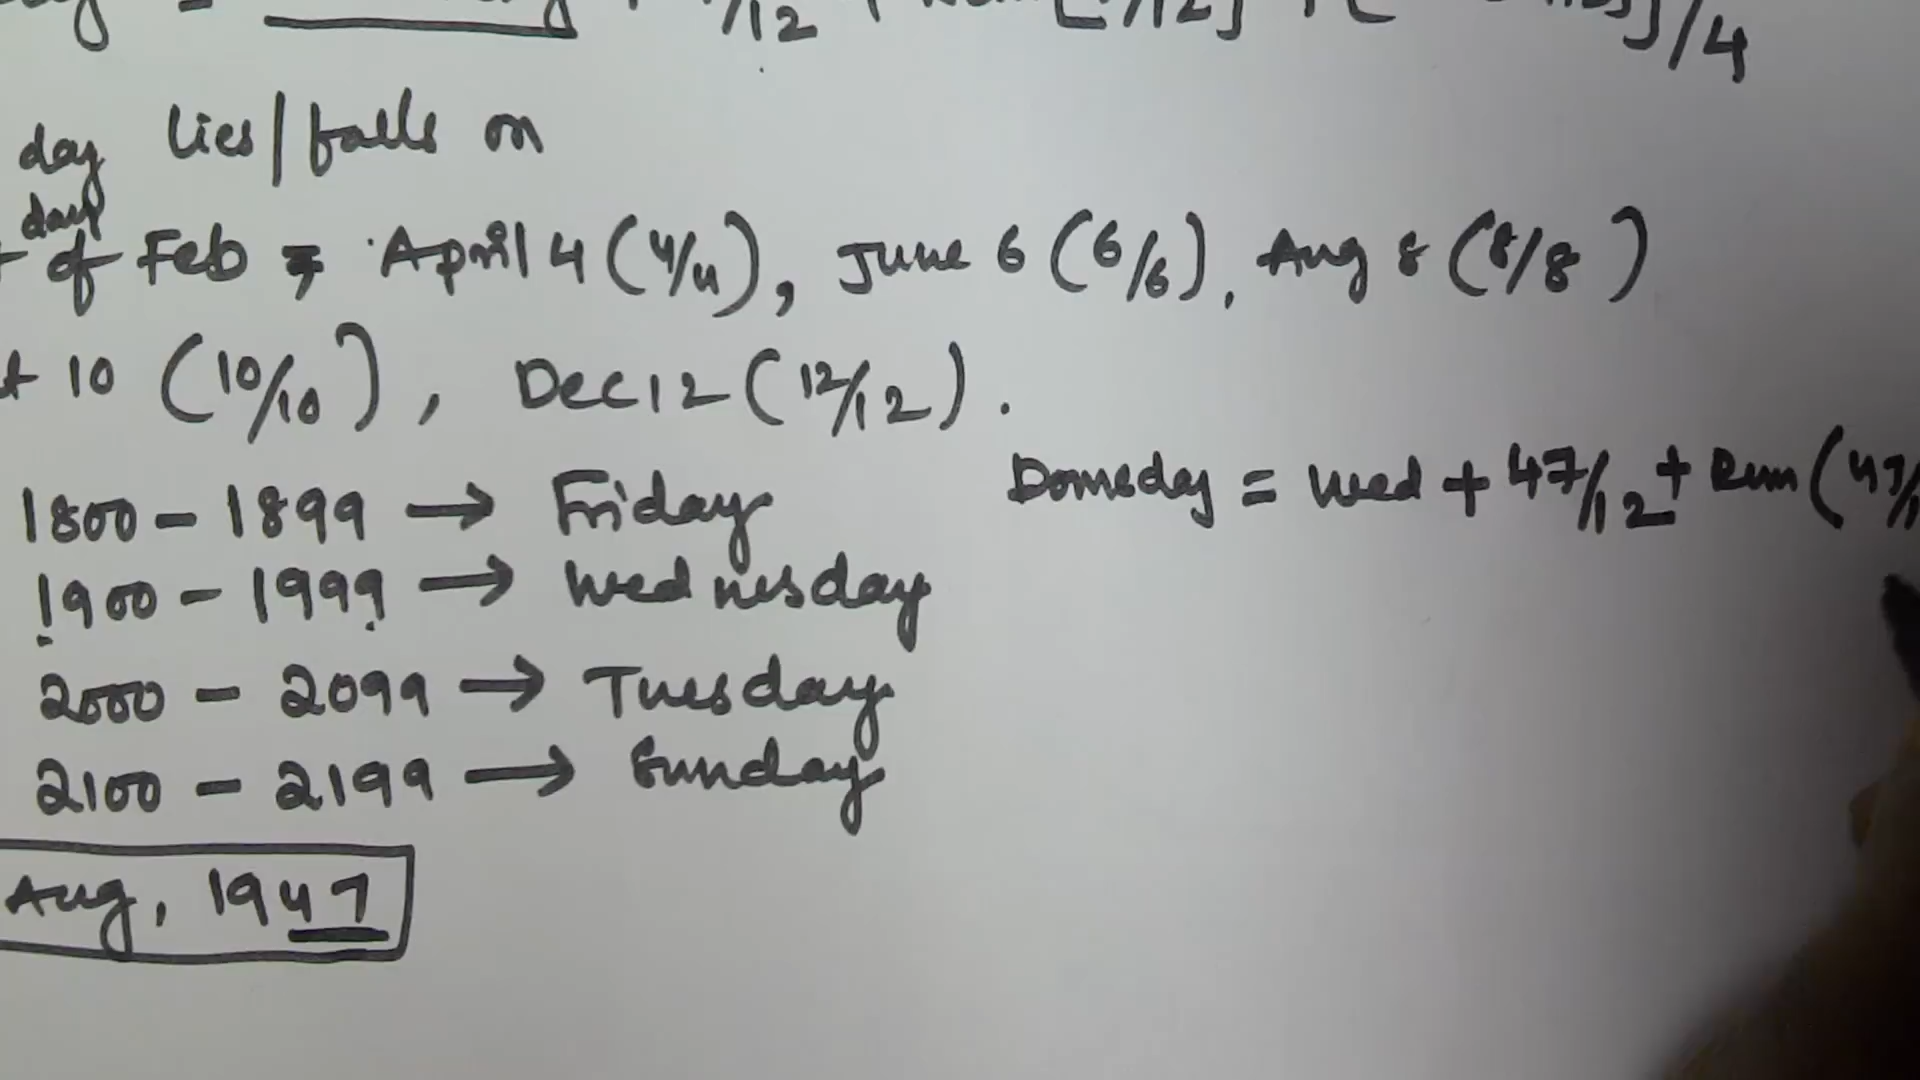 /12 /12] ]/4
day lies/falls on
day
of Feb, April 4 (4/4), June 6 (6/6), Aug 8 (8/8)
10 (10/10), Dec 12 (12/12).
1800 - 1899 → Friday
Domsday = Wed + 47/12 + Rem (47/1
1900 - 1999 → Wednesday
2000 - 2099 → Tuesday
2100 - 2199 → Sunday
Aug, 1947